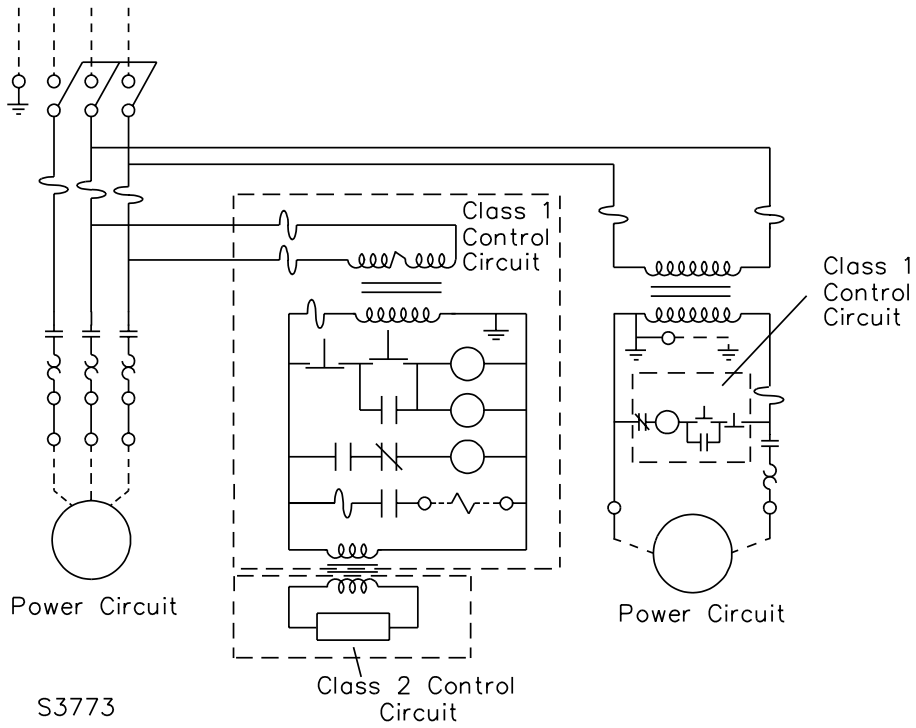 Class 1
Control
Circuit
Class 1
Control
Circuit
Power Circuit
Power Circuit
Class 2 Control
Circuit
S3773